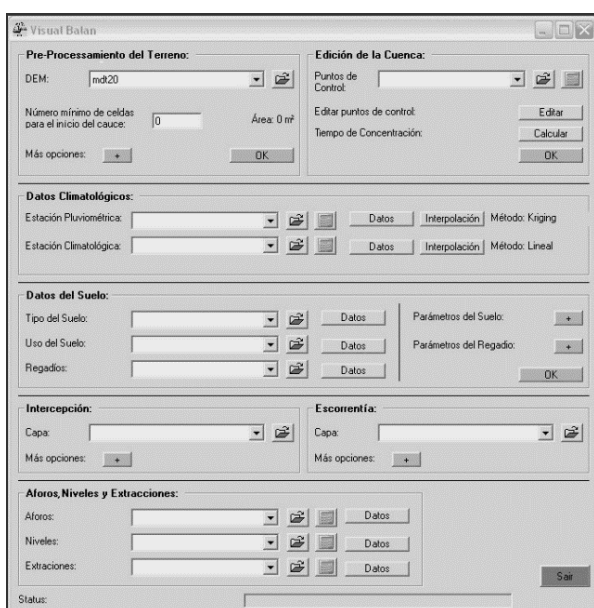 Visual Balan
Pre-Processamiento del Terreno:
DEM: mdt20
Número mínimo de celdas
para el inicio del cauce: 0 Área: 0 m²
Más opciones: + OK
Edición de la Cuenca:
Puntos de
Control:
Editar puntos de control: Editar
Tiempo de Concentración: Calcular
OK
Datos Climatológicos:
Estación Pluviométrica: Datos Interpolación Método: Kriging
Estación Climatológica: Datos Interpolación Método: Lineal
Datos del Suelo:
Tipo del Suelo: Datos
Uso del Suelo: Datos
Regadíos: Datos
Parámetros del Suelo: +
Parámetros del Regadio: +
OK
Intercepción:
Capa:
Más opciones: +
Escorrentía:
Capa:
Más opciones: +
Aforos, Niveles y Extracciones:
Aforos: Datos
Niveles: Datos
Extraciones: Datos
Sair
Status: